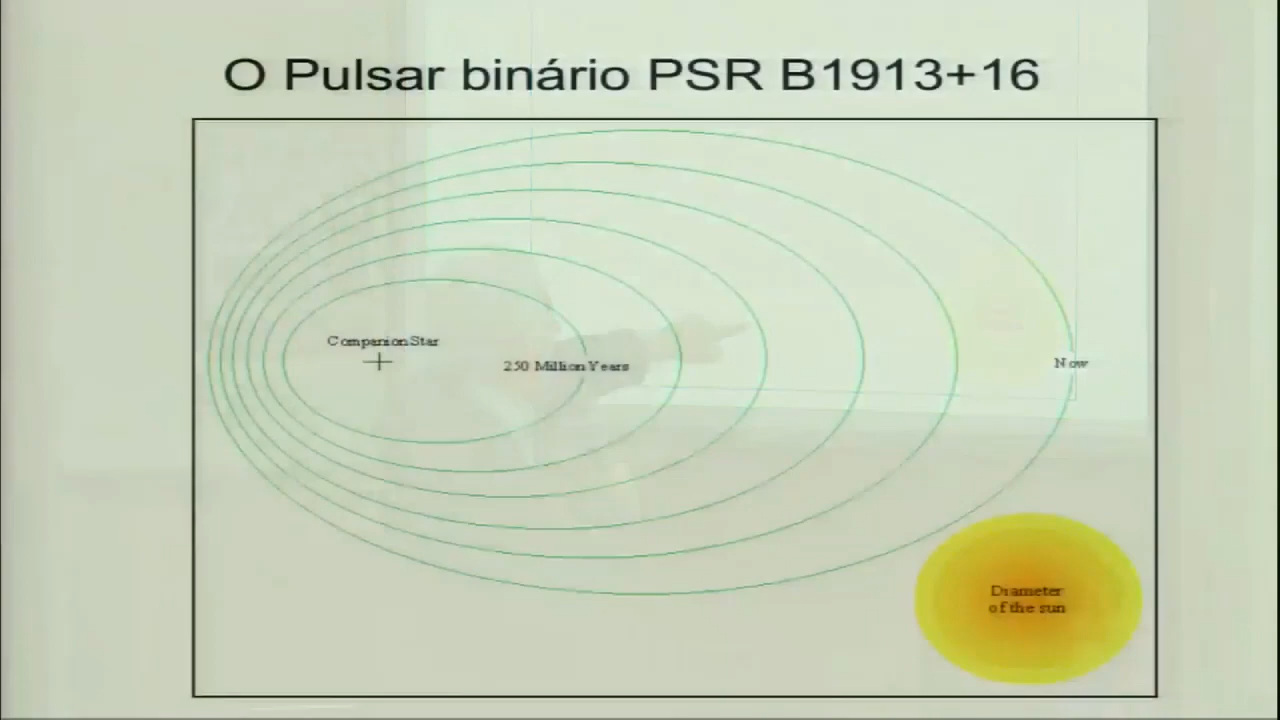 O Pulsar binário PSR B1913+16
Companion Star
250 Million Years
Now
Diameter
of the sun